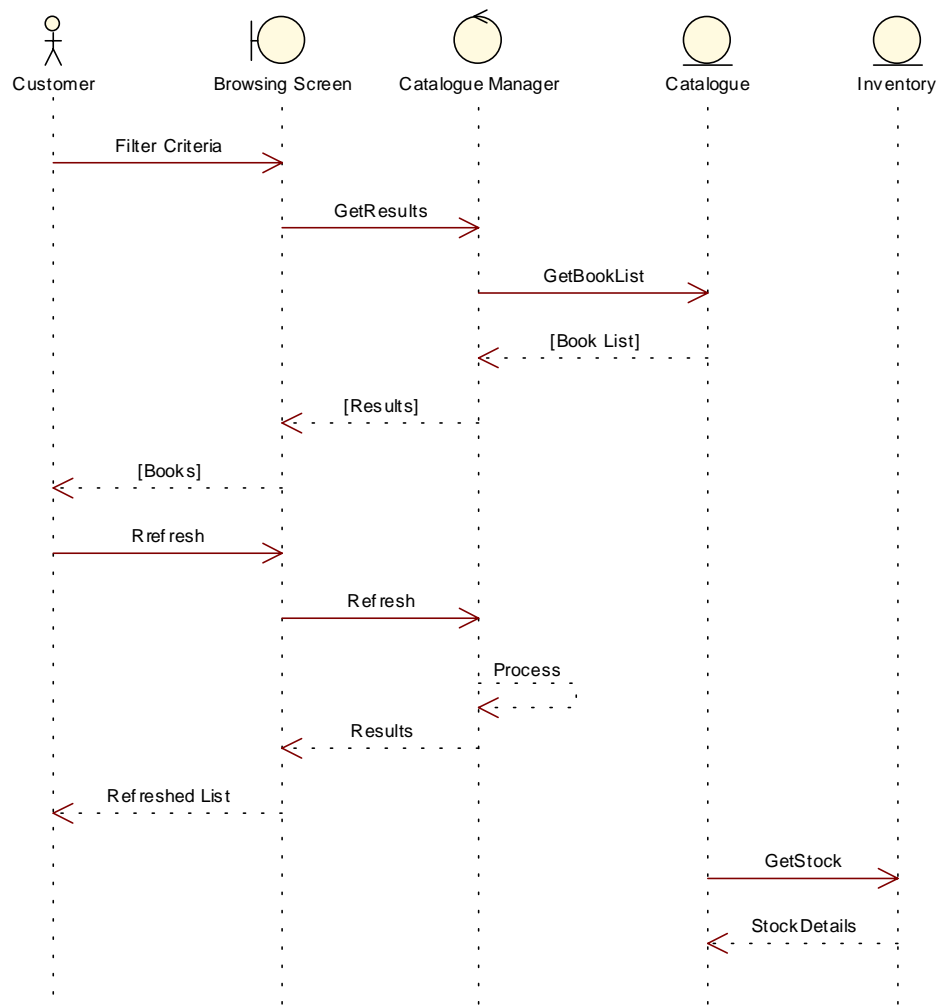 Customer
Browsing Screen
Catalogue Manager
Catalogue
Inventory
Filter Criteria
GetResults
GetBookList
[Book List]
[Results]
[Books]
Rrefresh
Refresh
Process
Results
Refreshed List
GetStock
StockDetails